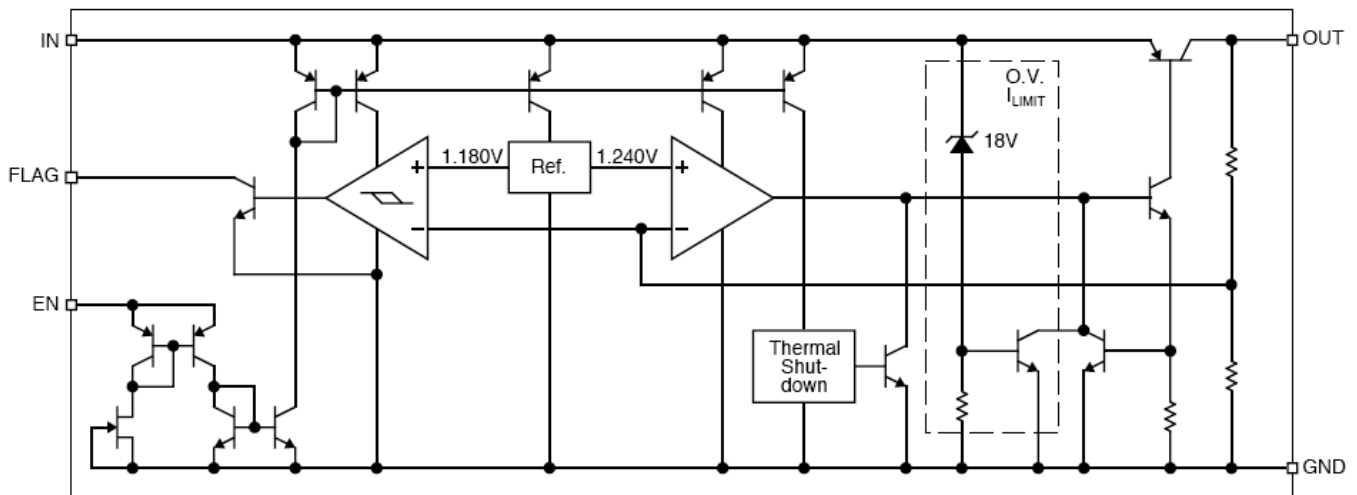 IN
OUT
O.V.
I_LIMIT
18V
1.180V
Ref.
1.240V
FLAG
+
+
−
−
EN
Thermal
Shut-
down
GND